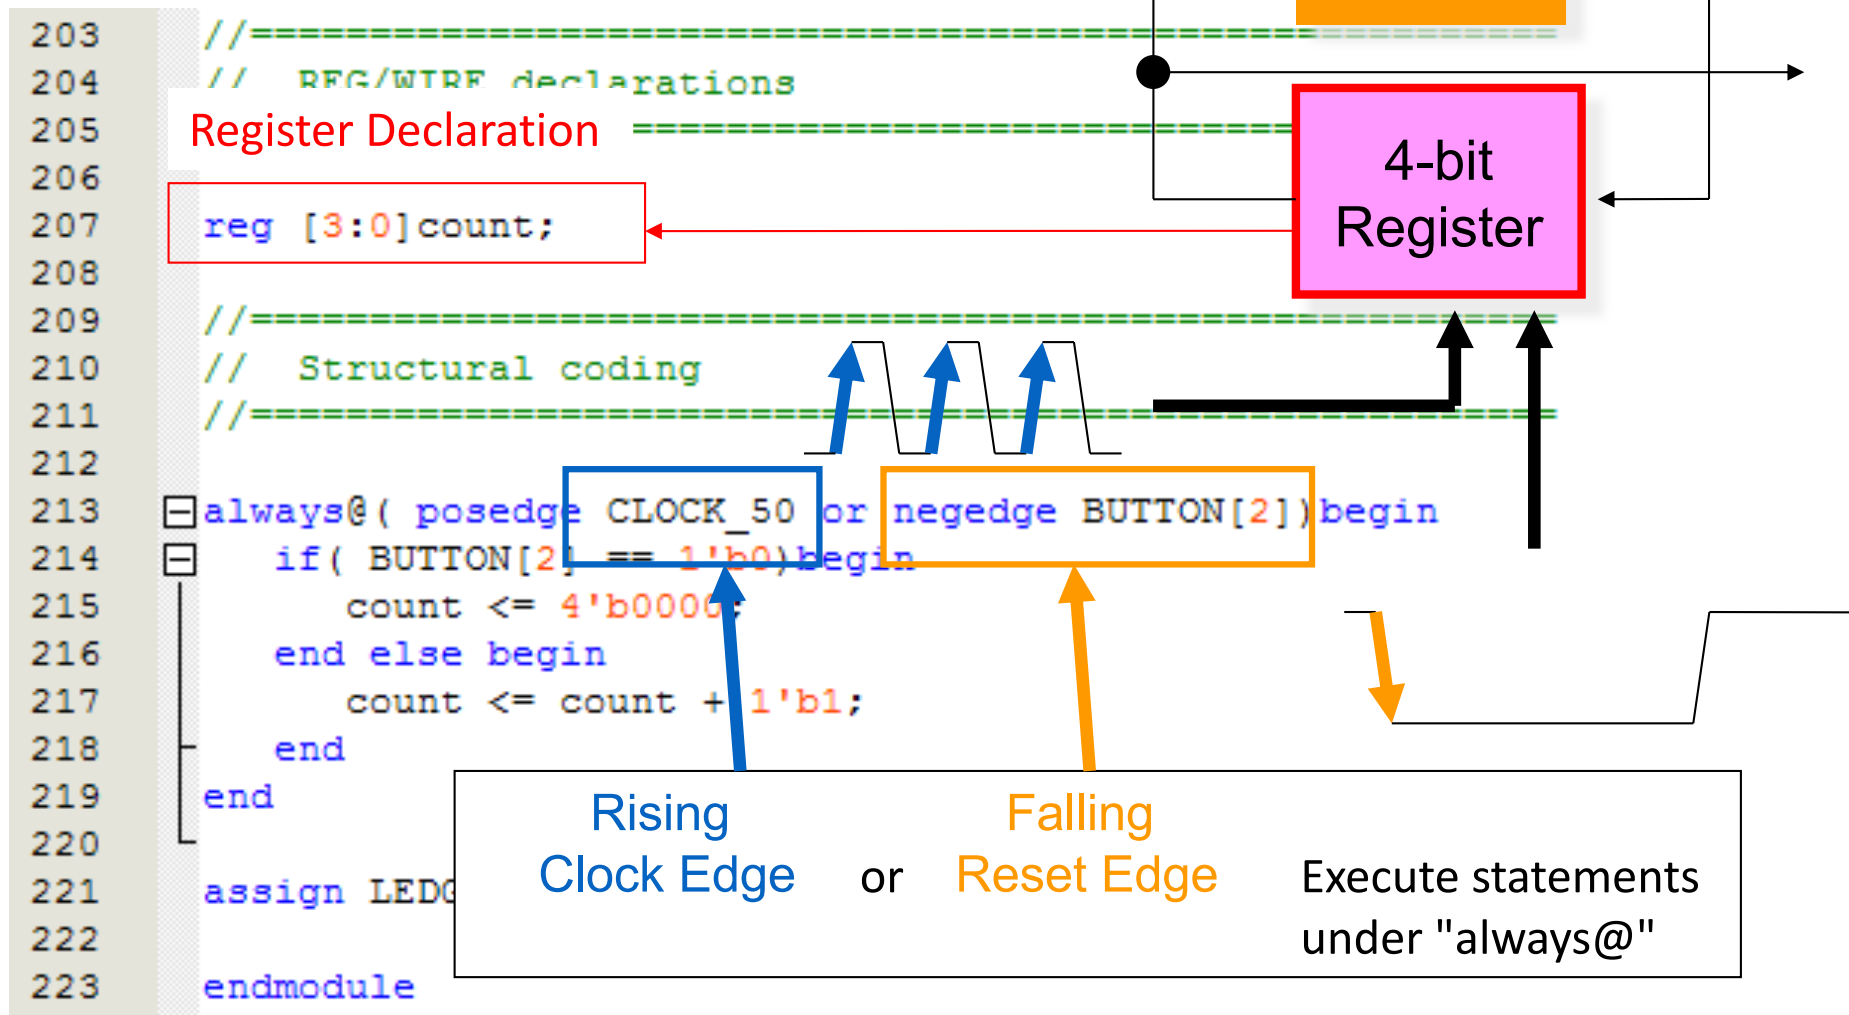 203 //========================================================
204 // REG/WIRE declarations
205 Register Declaration ============================
206
207 reg [3:0]count;
4-bit
Register
208
209 //========================================================
210 // Structural coding
211 //========================================================
212
213 always@( posedge CLOCK_50 or negedge BUTTON[2])begin
214 if( BUTTON[2] == 1'b0)begin
215 count <= 4'b0000;
216 end else begin
217 count <= count + 1'b1;
218 end
219 end
220
221 assign
222
223 endmodule
Rising
Clock Edge
or
Falling
Reset Edge
Execute statements
under "always@"